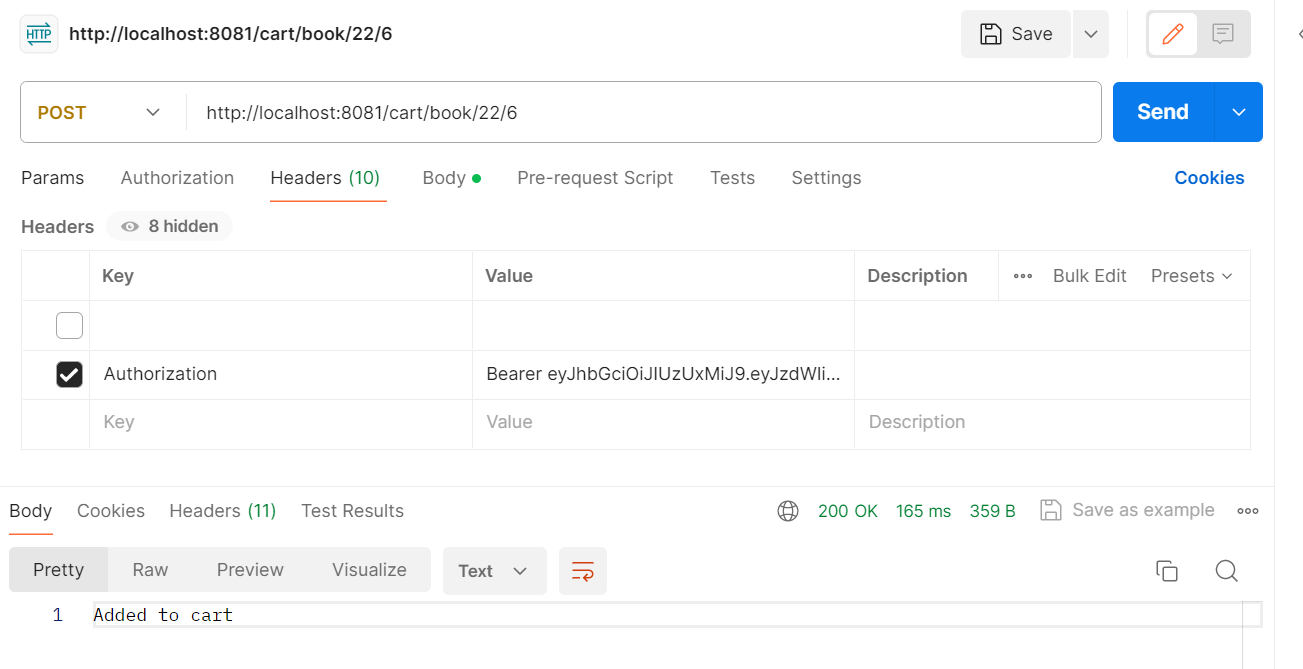 HTTP http://localhost:8081/cart/book/22/6 Save
POST http://localhost:8081/cart/book/22/6 Send
Params Authorization Headers (10) Body Pre-request Script Tests Settings Cookies
Headers 8 hidden
Key Value Description Bulk Edit Presets
Authorization Bearer eyJhbGciOiJIUzUxMiJ9.eyJzdWIi...
Key Value Description
Body Cookies Headers (11) Test Results 200 OK 165 ms 359 B Save as example
Pretty Raw Preview Visualize Text
1 Added to cart